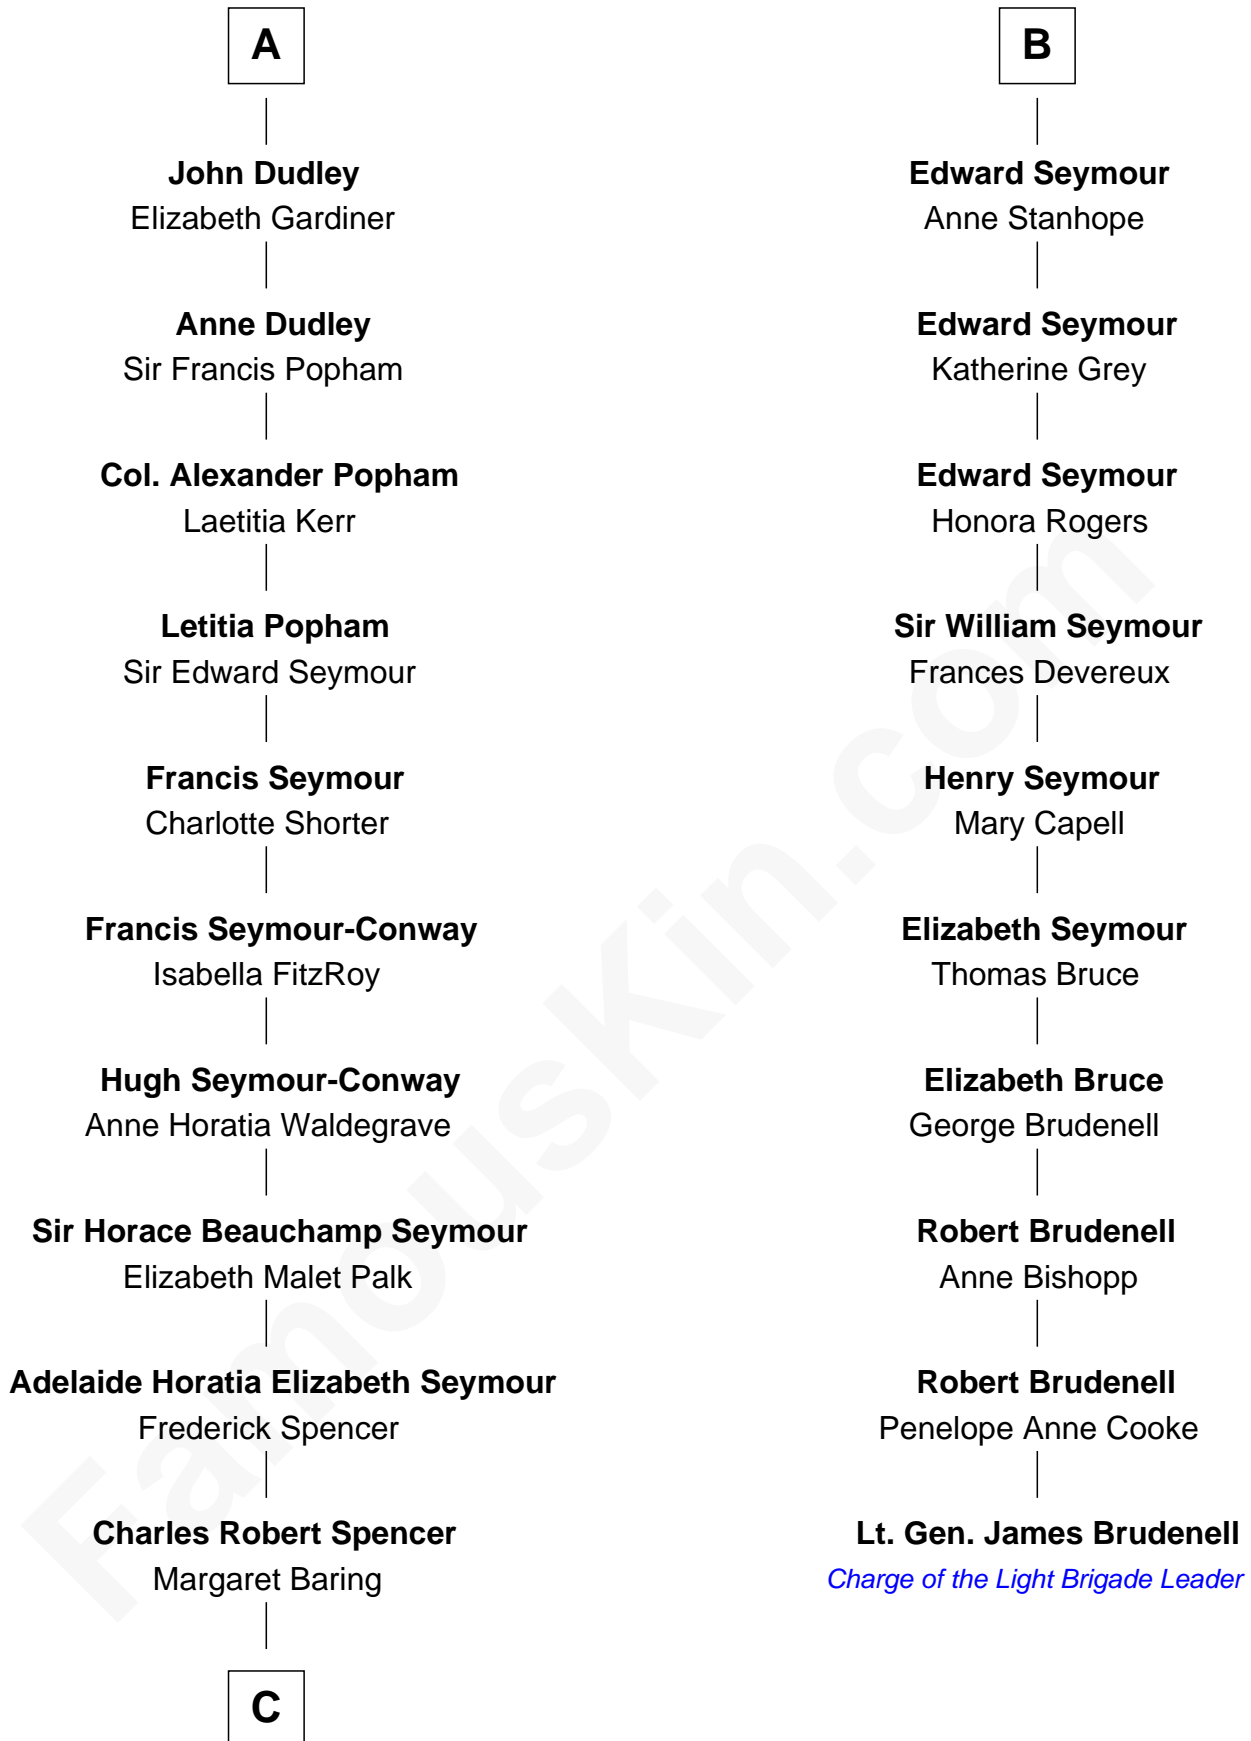 A
John Dudley
Elizabeth Gardiner
Anne Dudley
Sir Francis Popham
Col. Alexander Popham
Laetitia Kerr
Letitia Popham
Sir Edward Seymour
Francis Seymour
Charlotte Shorter
Francis Seymour-Conway
Isabella FitzRoy
Hugh Seymour-Conway
Anne Horatia Waldegrave
Sir Horace Beauchamp Seymour
Elizabeth Malet Palk
Adelaide Horatia Elizabeth Seymour
Frederick Spencer
Charles Robert Spencer
Margaret Baring
C
B
Edward Seymour
Anne Stanhope
Edward Seymour
Katherine Grey
Edward Seymour
Honora Rogers
Sir William Seymour
Frances Devereux
Henry Seymour
Mary Capell
Elizabeth Seymour
Thomas Bruce
Elizabeth Bruce
George Brudenell
Robert Brudenell
Anne Bishopp
Robert Brudenell
Penelope Anne Cooke
Lt. Gen. James Brudenell
Charge of the Light Brigade Leader
FamousKin.com